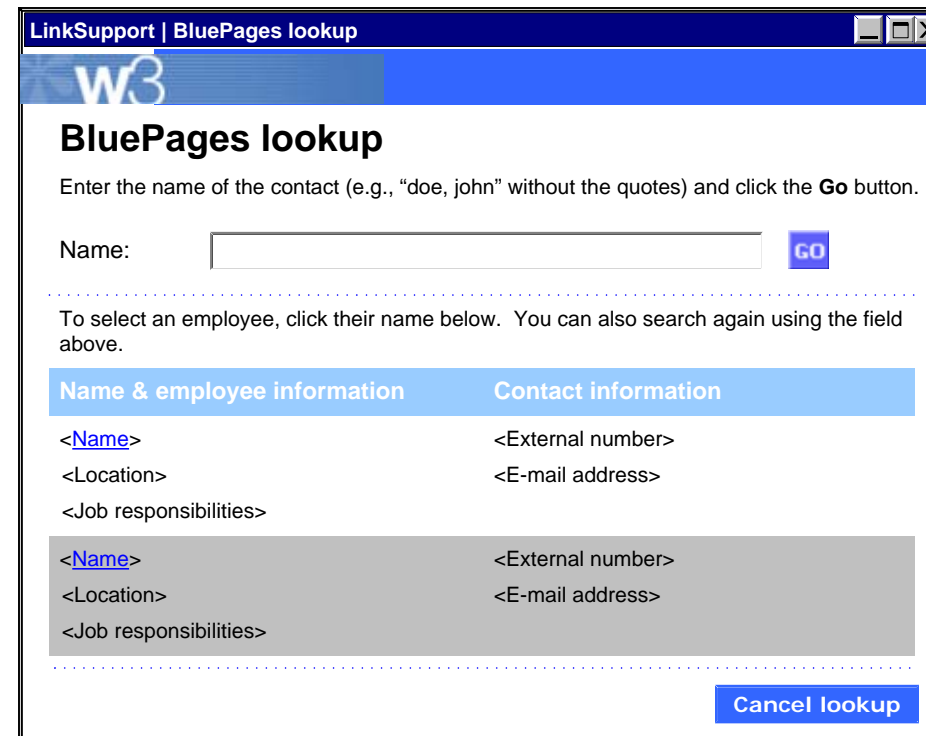 LinkSupport | BluePages lookup
w3
BluePages lookup
Enter the name of the contact (e.g., “doe, john” without the quotes) and click the Go button.
Name:
GO
To select an employee, click their name below.  You can also search again using the field
above.
Name & employee information Contact information
<Name> <External number>
<Location> <E-mail address>
<Job responsibilities>
<Name> <External number>
<Location> <E-mail address>
<Job responsibilities>
Cancel lookup